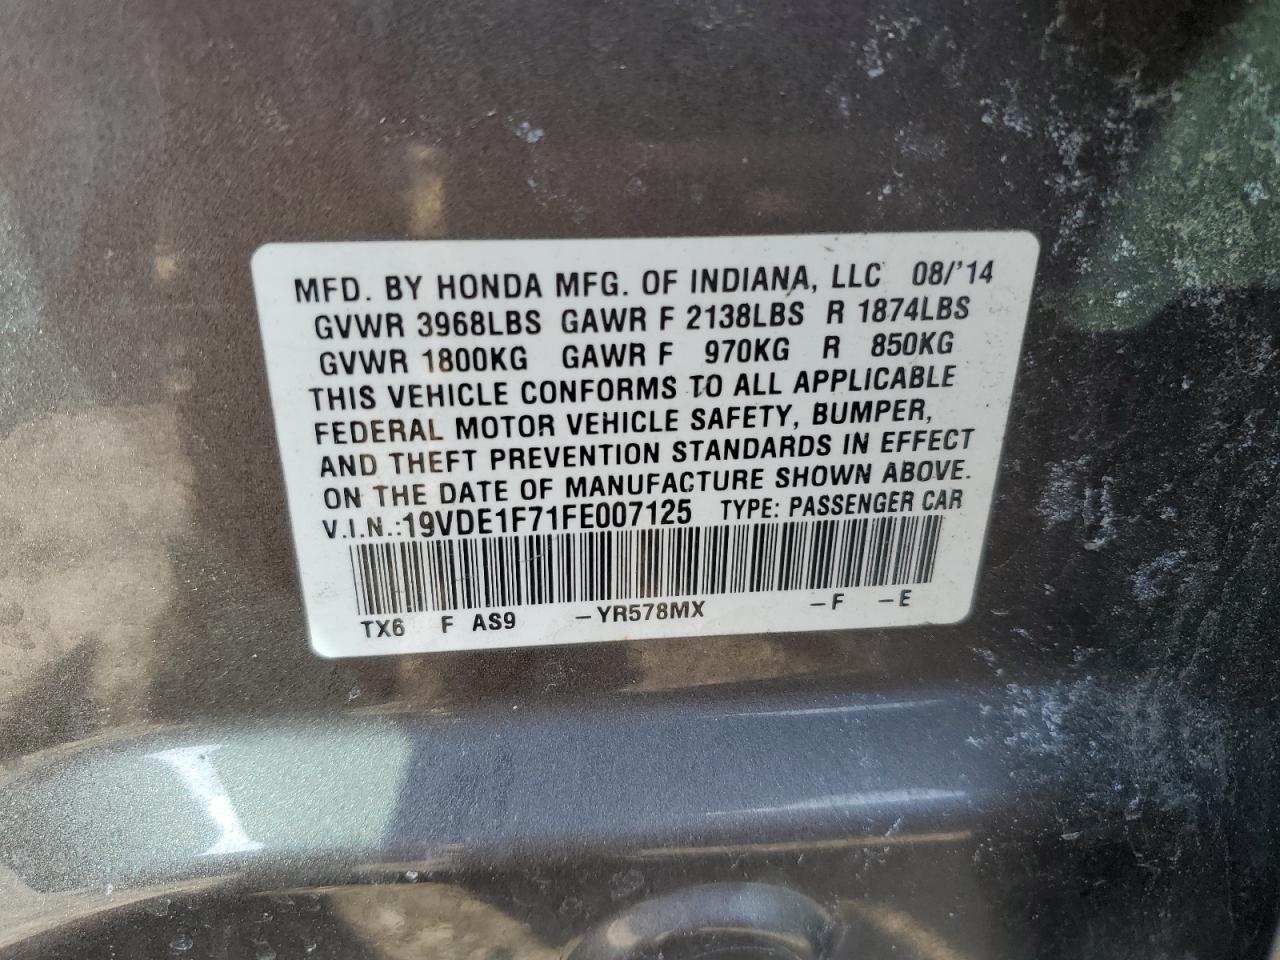 MFD. BY HONDA MFG. OF INDIANA, LLC 08/'14
GVWR 3968LBS GAWR F 2138LBS R 1874LBS
GVWR 1800KG GAWR F 970KG R 850KG
THIS VEHICLE CONFORMS TO ALL APPLICABLE
FEDERAL MOTOR VEHICLE SAFETY, BUMPER,
AND THEFT PREVENTION STANDARDS IN EFFECT
ON THE DATE OF MANUFACTURE SHOWN ABOVE.
V.I.N.:19VDE1F71FE007125 TYPE: PASSENGER CAR
TX6 F AS9 -YR578MX -F -E